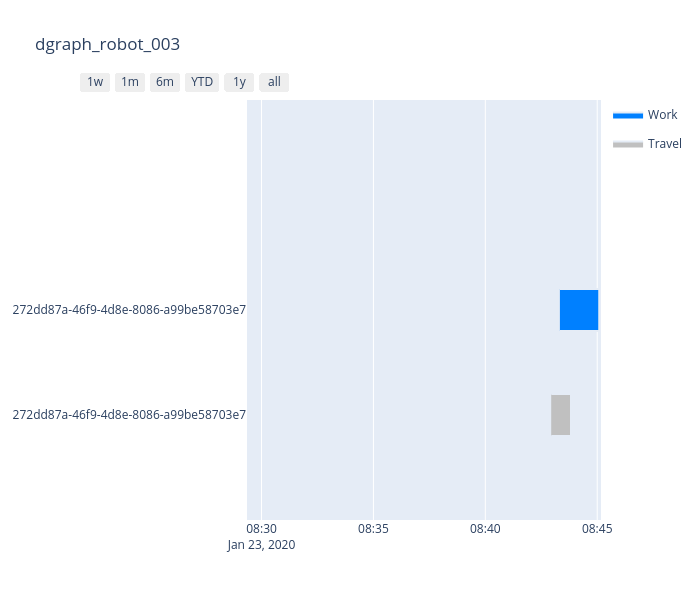 dgraph_robot_003
1w 1m 6m YTD 1y all
Work
Travel
272dd87a-46f9-4d8e-8086-a99be58703e7
272dd87a-46f9-4d8e-8086-a99be58703e7
08:30 08:35 08:40 08:45
Jan 23, 2020